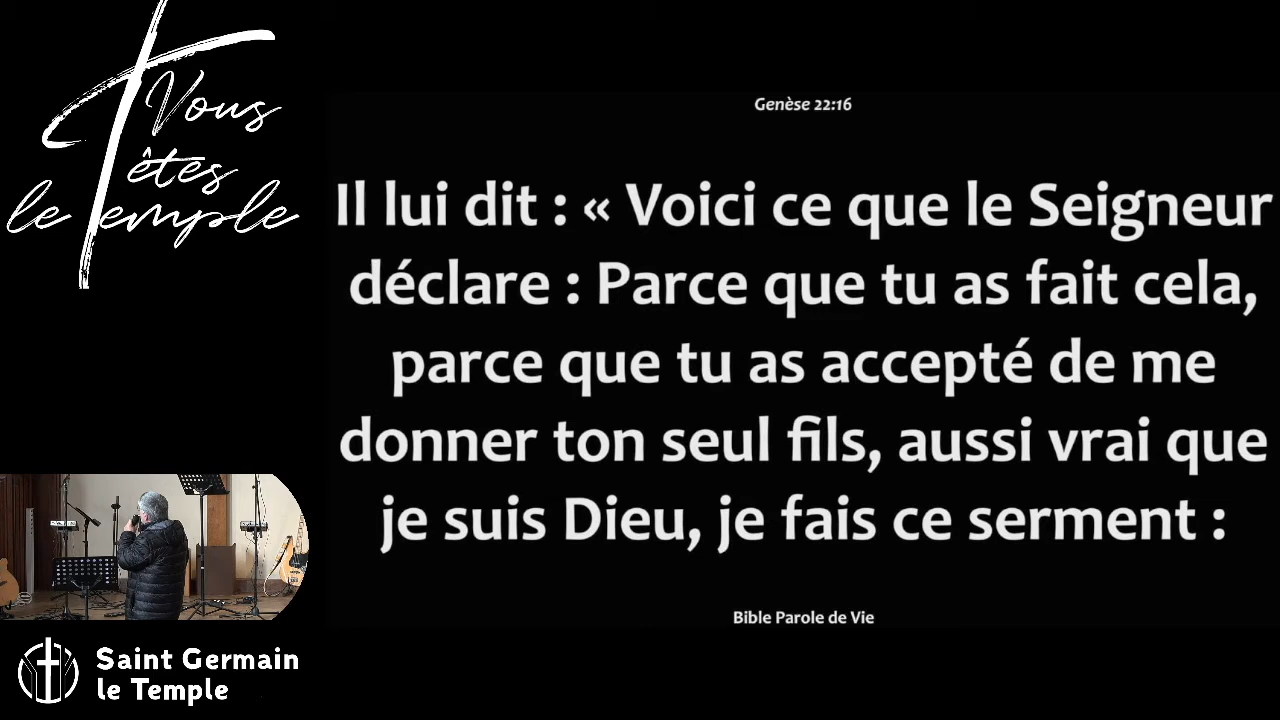 Vous
êtes
le Temple
Genèse 22:16
Il lui dit : « Voici ce que le Seigneur
déclare : Parce que tu as fait cela,
parce que tu as accepté de me
donner ton seul fils, aussi vrai que
je suis Dieu, je fais ce serment :
Bible Parole de Vie
Saint Germain
le Temple